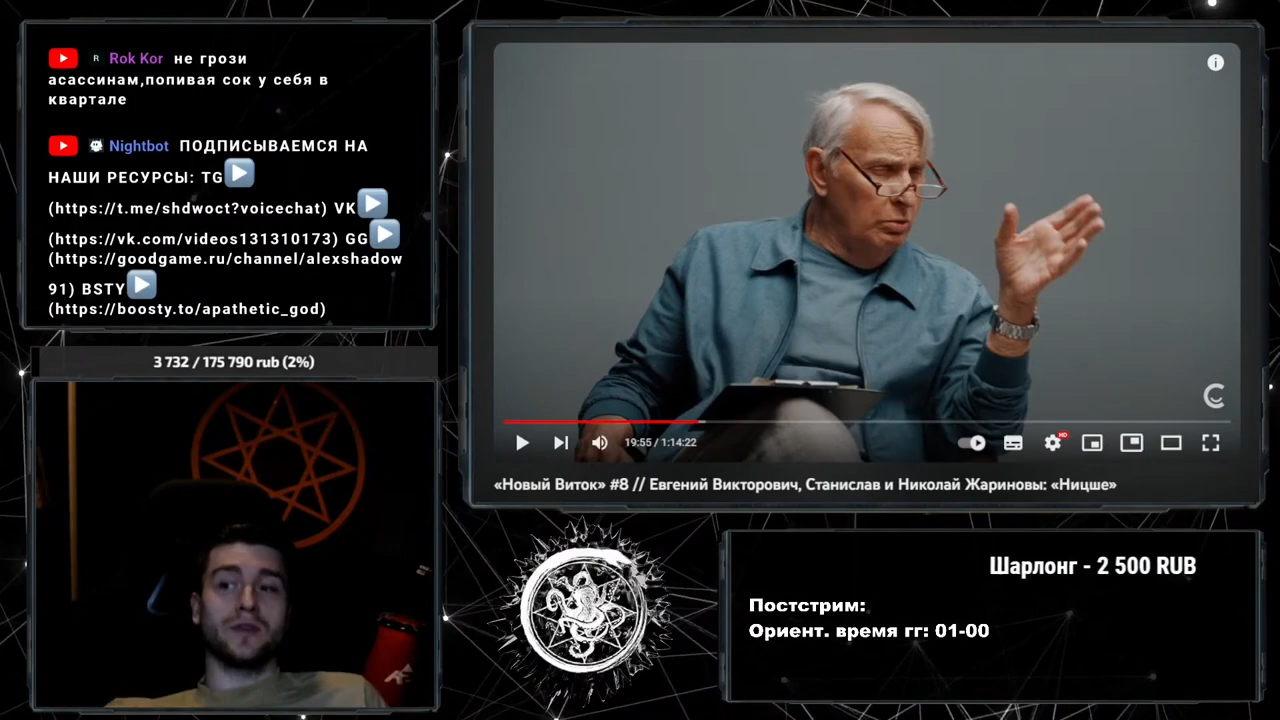 Rok Kor не грози
асассинам,попивая сок у себя в
квартале
Nightbot ПОДПИСЫВАЕМСЯ НА
НАШИ РЕСУРСЫ: TG
(https://t.me/shdwoct?voicechat) VK
(https://vk.com/videos131310173) GG
(https://goodgame.ru/channel/alexshadow
91) BSTY
(https://boosty.to/apathetic_god)
3 732 / 175 790 rub (2%)
19:55 / 1:14:22
HD
«Новый Виток» #8 // Евгений Викторович, Станислав и Николай Жариновы: «Ницше»
Шарлонг - 2 500 RUB
Постстрим:
Ориент. время гг: 01-00